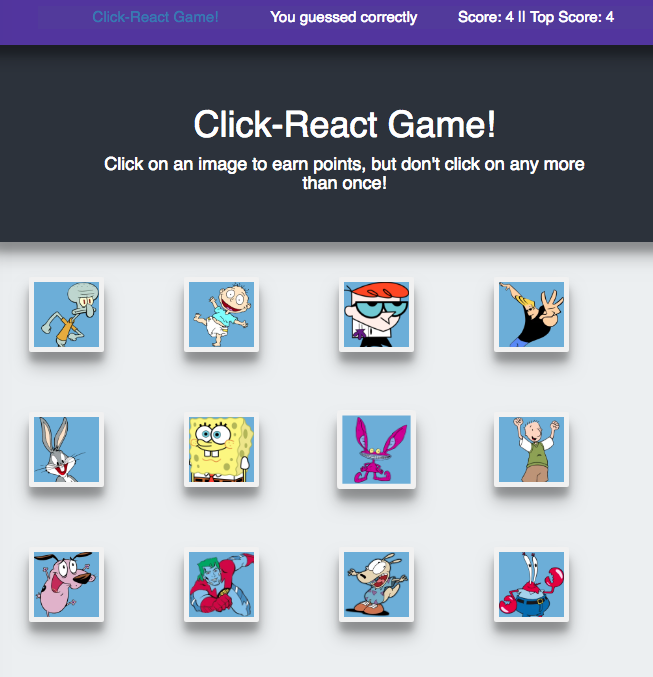 Click-React Game!
You guessed correctly
Score: 4 || Top Score: 4
Click-React Game!
Click on an image to earn points, but don't click on any more
than once!